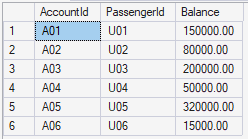 AccountId PassengerId Balance
1 A01 U01 150000.00
2 A02 U02 80000.00
3 A03 U03 200000.00
4 A04 U04 50000.00
5 A05 U05 320000.00
6 A06 U06 15000.00